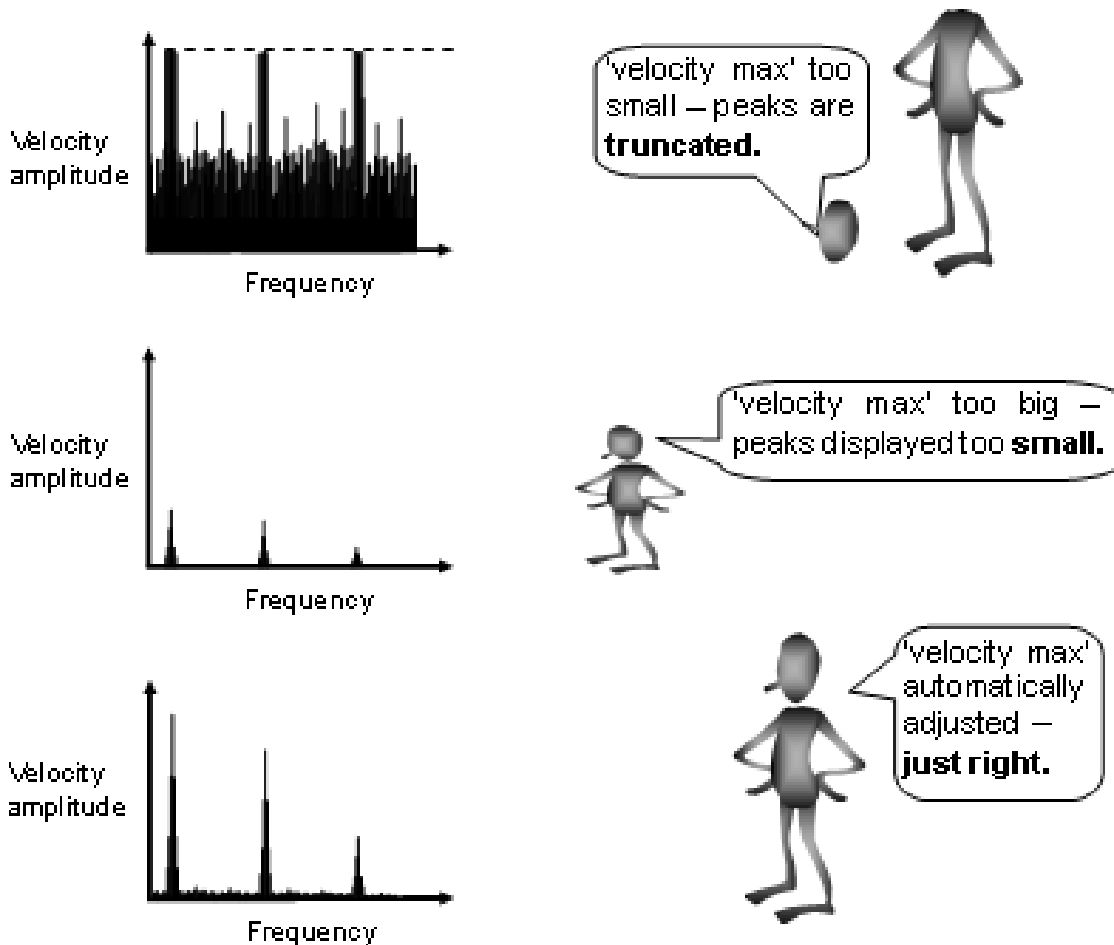 Velocity
amplitude
Frequency
'velocity max' too
small – peaks are
truncated.
Velocity
amplitude
Frequency
'velocity max' too big –
peaks displayed too small.
Velocity
amplitude
Frequency
'velocity max'
automatically
adjusted –
just right.